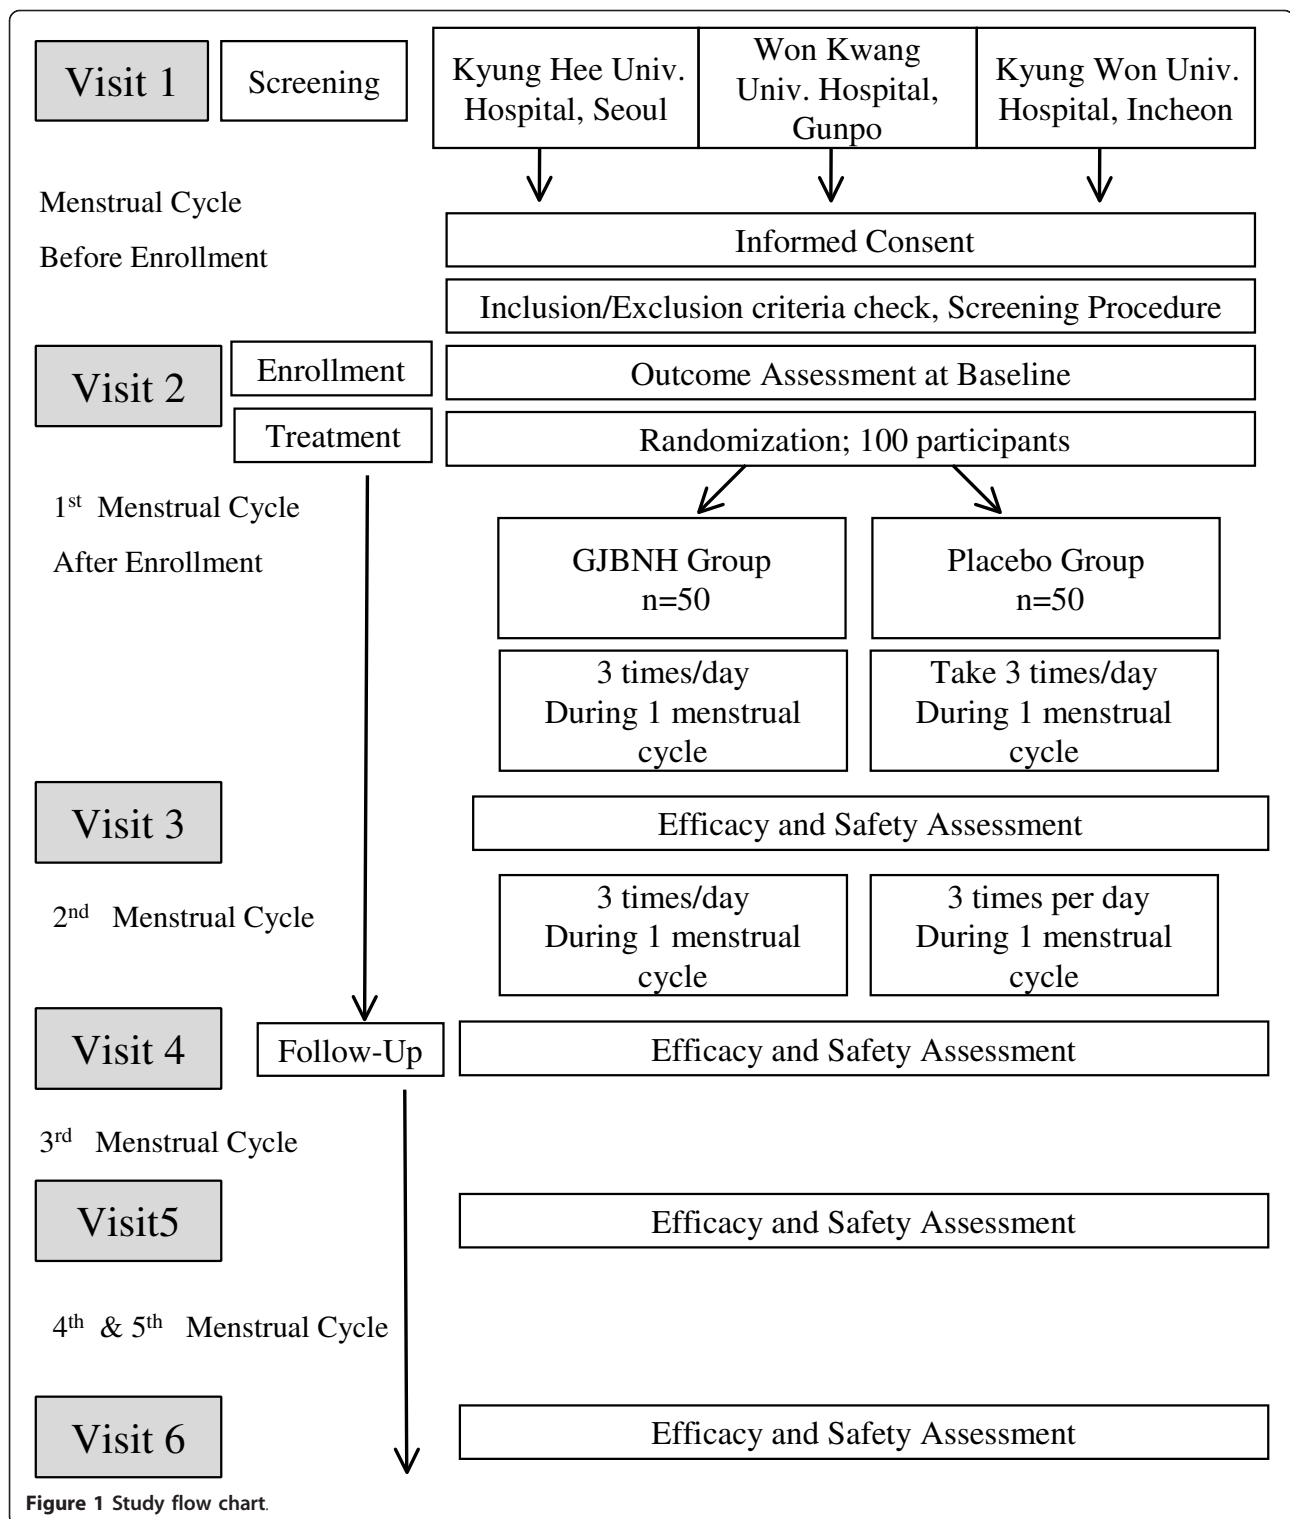 Visit 1
Screening
Kyung Hee Univ.
Hospital, Seoul
Won Kwang
Univ. Hospital,
Gunpo
Kyung Won Univ.
Hospital, Incheon
Menstrual Cycle
Before Enrollment
Informed Consent
Inclusion/Exclusion criteria check, Screening Procedure
Visit 2
Enrollment
Outcome Assessment at Baseline
Treatment
Randomization; 100 participants
1st Menstrual Cycle
After Enrollment
GJBNH Group
n=50
Placebo Group
n=50
3 times/day
During 1 menstrual
cycle
Take 3 times/day
During 1 menstrual
cycle
Visit 3
Efficacy and Safety Assessment
2nd Menstrual Cycle
3 times/day
During 1 menstrual
cycle
3 times per day
During 1 menstrual
cycle
Visit 4
Follow-Up
Efficacy and Safety Assessment
3rd Menstrual Cycle
Visit5
Efficacy and Safety Assessment
4th & 5th Menstrual Cycle
Visit 6
Efficacy and Safety Assessment
Figure 1 Study flow chart.